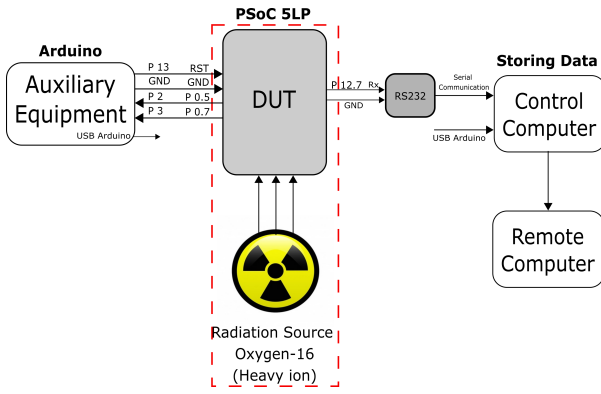 PSoC 5LP
Arduino
Auxiliary
Equipment
P 13 RST
GND GND
P 2 P 0.5
P 3 P 0.7
USB Arduino
DUT
P 12.7 Rx
GND
RS232
Serial
Communication
USB Arduino
Storing Data
Control
Computer
Remote
Computer
Radiation Source
Oxygen-16
(Heavy ion)